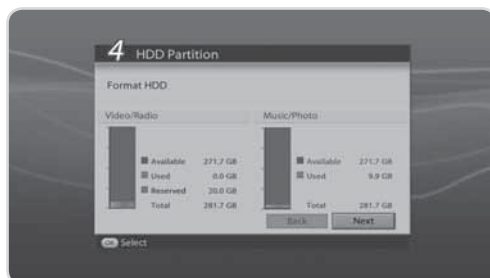 4 HDD Partition
Format HDD
Video/Radio
Available 271.7 GB
Used 0.0 GB
Reserved 20.0 GB
Total 281.7 GB
Music/Photo
Available 271.7 GB
Used 9.9 GB
Total 281.7 GB
Back Next
OK Select